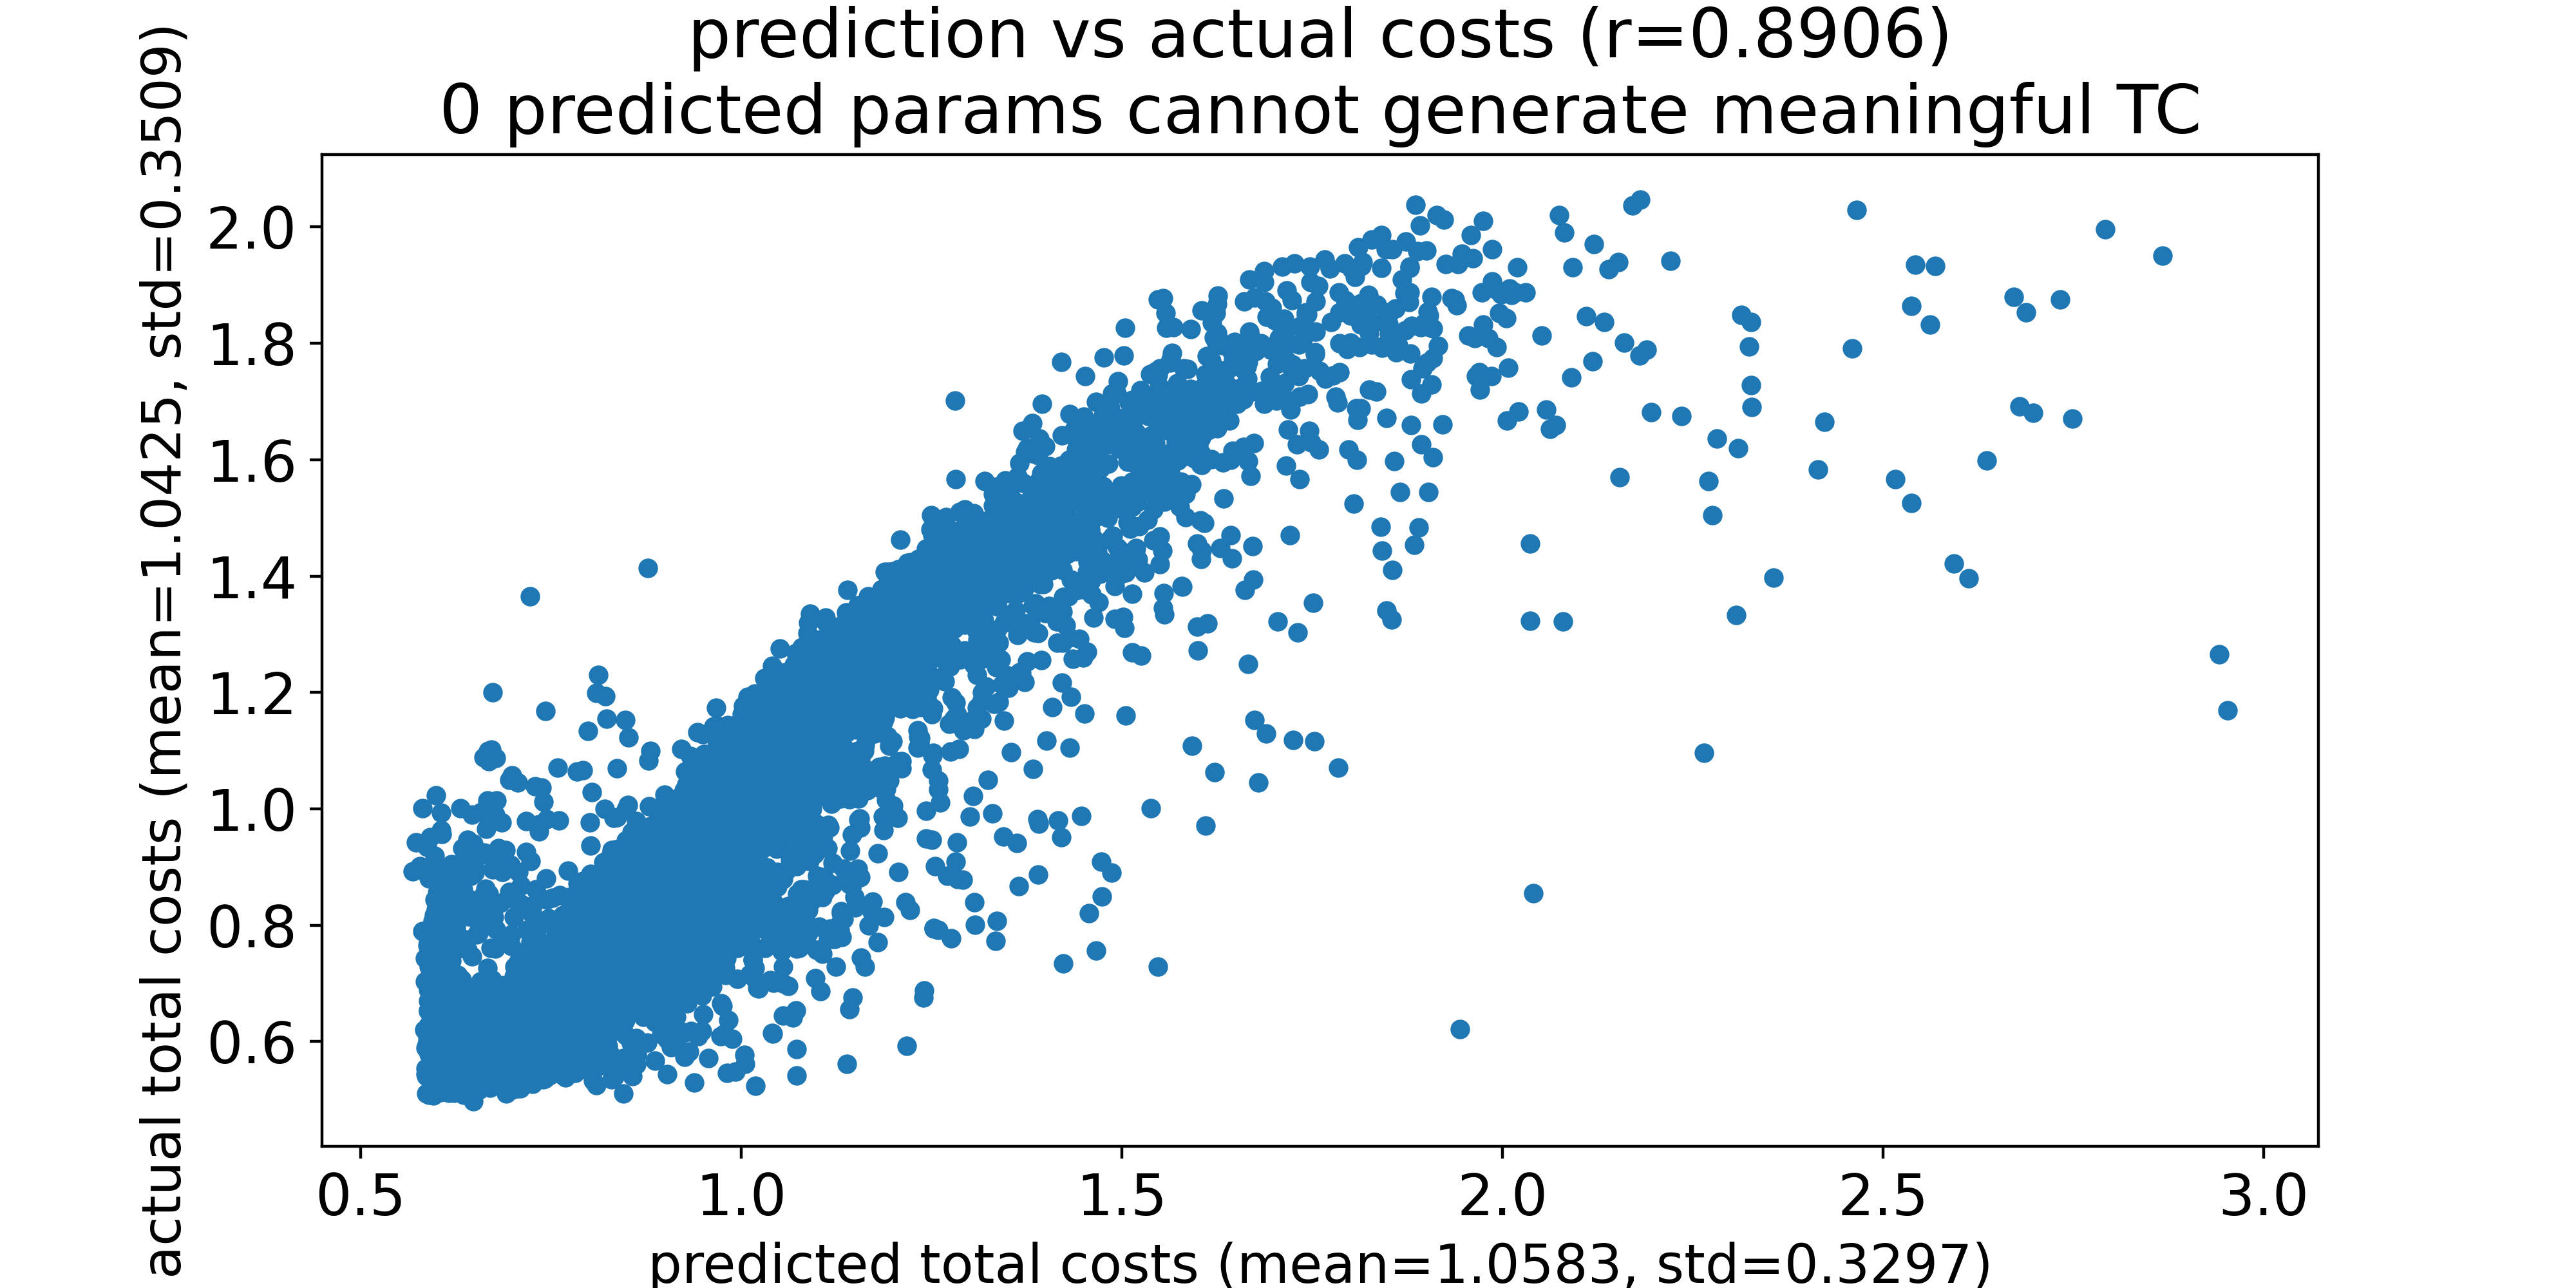 prediction vs actual costs (r=0.8906)
0 predicted params cannot generate meaningful TC
actual total costs (mean=1.0425, std=0.3509)
2.0
1.8
1.6
1.4
1.2
1.0
0.8
0.6
0.5 1.0 1.5 2.0 2.5 3.0
predicted total costs (mean=1.0583, std=0.3297)